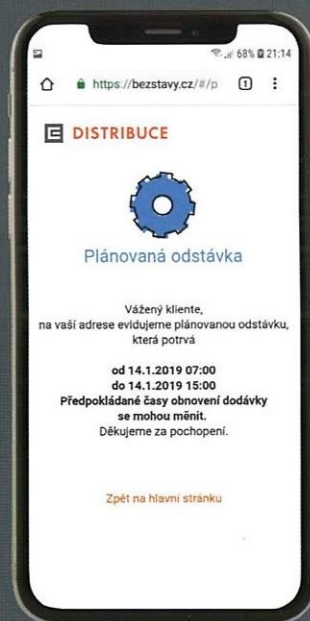 68% 21:14
https://bezstavy.cz/#/p 1
E DISTRIBUCE
Plánovaná odstávka
Vážený kliente,
na vaší adrese evidujeme plánovanou odstávku,
která potrvá
od 14.1.2019 07:00
do 14.1.2019 15:00
Předpokládané časy obnovení dodávky
se mohou měnit.
Děkujeme za pochopení.
Zpět na hlavní stránku